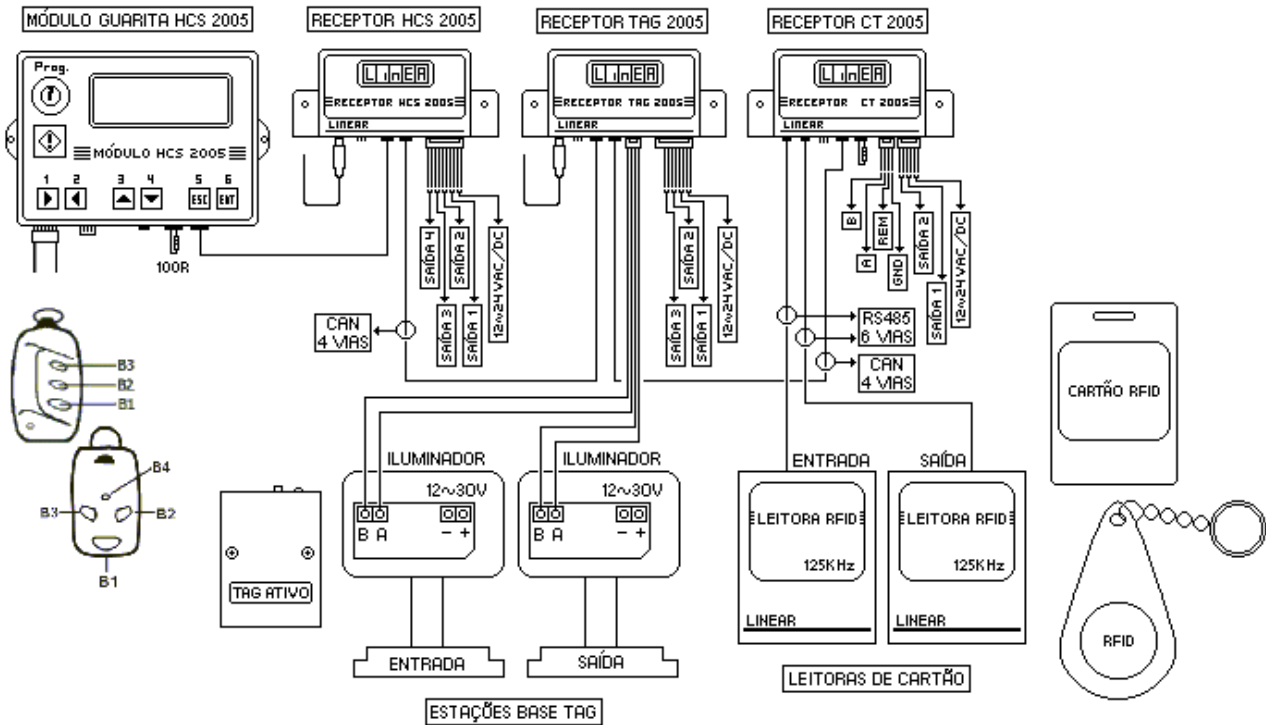 MÓDULO GUARITA HCS 2005
RECEPTOR HCS 2005
RECEPTOR TAG 2005
RECEPTOR CT 2005
Prog.
MÓDULO HCS 2005
1 2 3 4 5 6
ESC ENT
100R
LinEA
RECEPTOR HCS 2005
LINEAR
LinEA
RECEPTOR TAG 2005
LINEAR
LinEA
RECEPTOR CT 2005
LINEAR
SAÍDA 4
SAÍDA 3
SAÍDA 2
SAÍDA 1
12~24 VAC/DC
SAÍDA 3
SAÍDA 2
SAÍDA 1
12~24 VAC/DC
B
A
REM
GND
SAÍDA 2
SAÍDA 1
12~24 VAC/DC
CAN
4 VIAS
RS485
6 VIAS
CAN
4 VIAS
B3
B2
B1
B4
B3
B2
B1
TAG ATIVO
ILUMINADOR
12~30V
B A - +
ENTRADA
ILUMINADOR
12~30V
B A - +
SAÍDA
ESTAÇÕES BASE TAG
ENTRADA
LEITORA RFID
125KHz
LINEAR
SAÍDA
LEITORA RFID
125KHz
LINEAR
LEITORAS DE CARTÃO
CARTÃO RFID
RFID